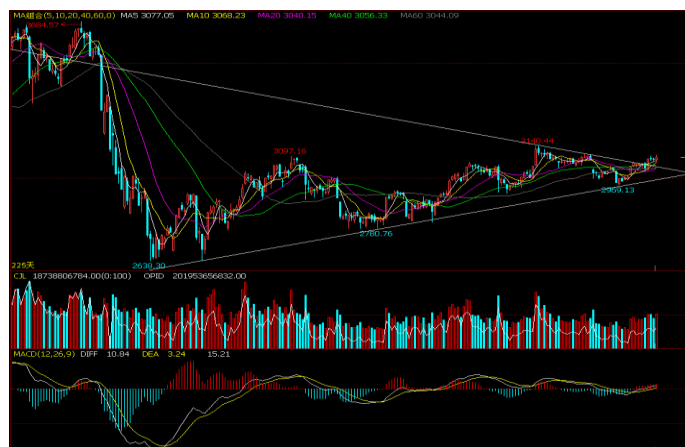 MA组合(5,10,20,40,60,0) MA5 3077.05 MA10 3068.23 MA20 3040.15 MA40 3056.33 MA60 3044.09
3684.57
3140.44
3097.16
2969.13
2780.76
2638.30
225天
CJL 18738806784.00(0:100) OPID 201953656832.00
MACD(12,26,9) DIFF 10.84 DEA 3.24 15.21